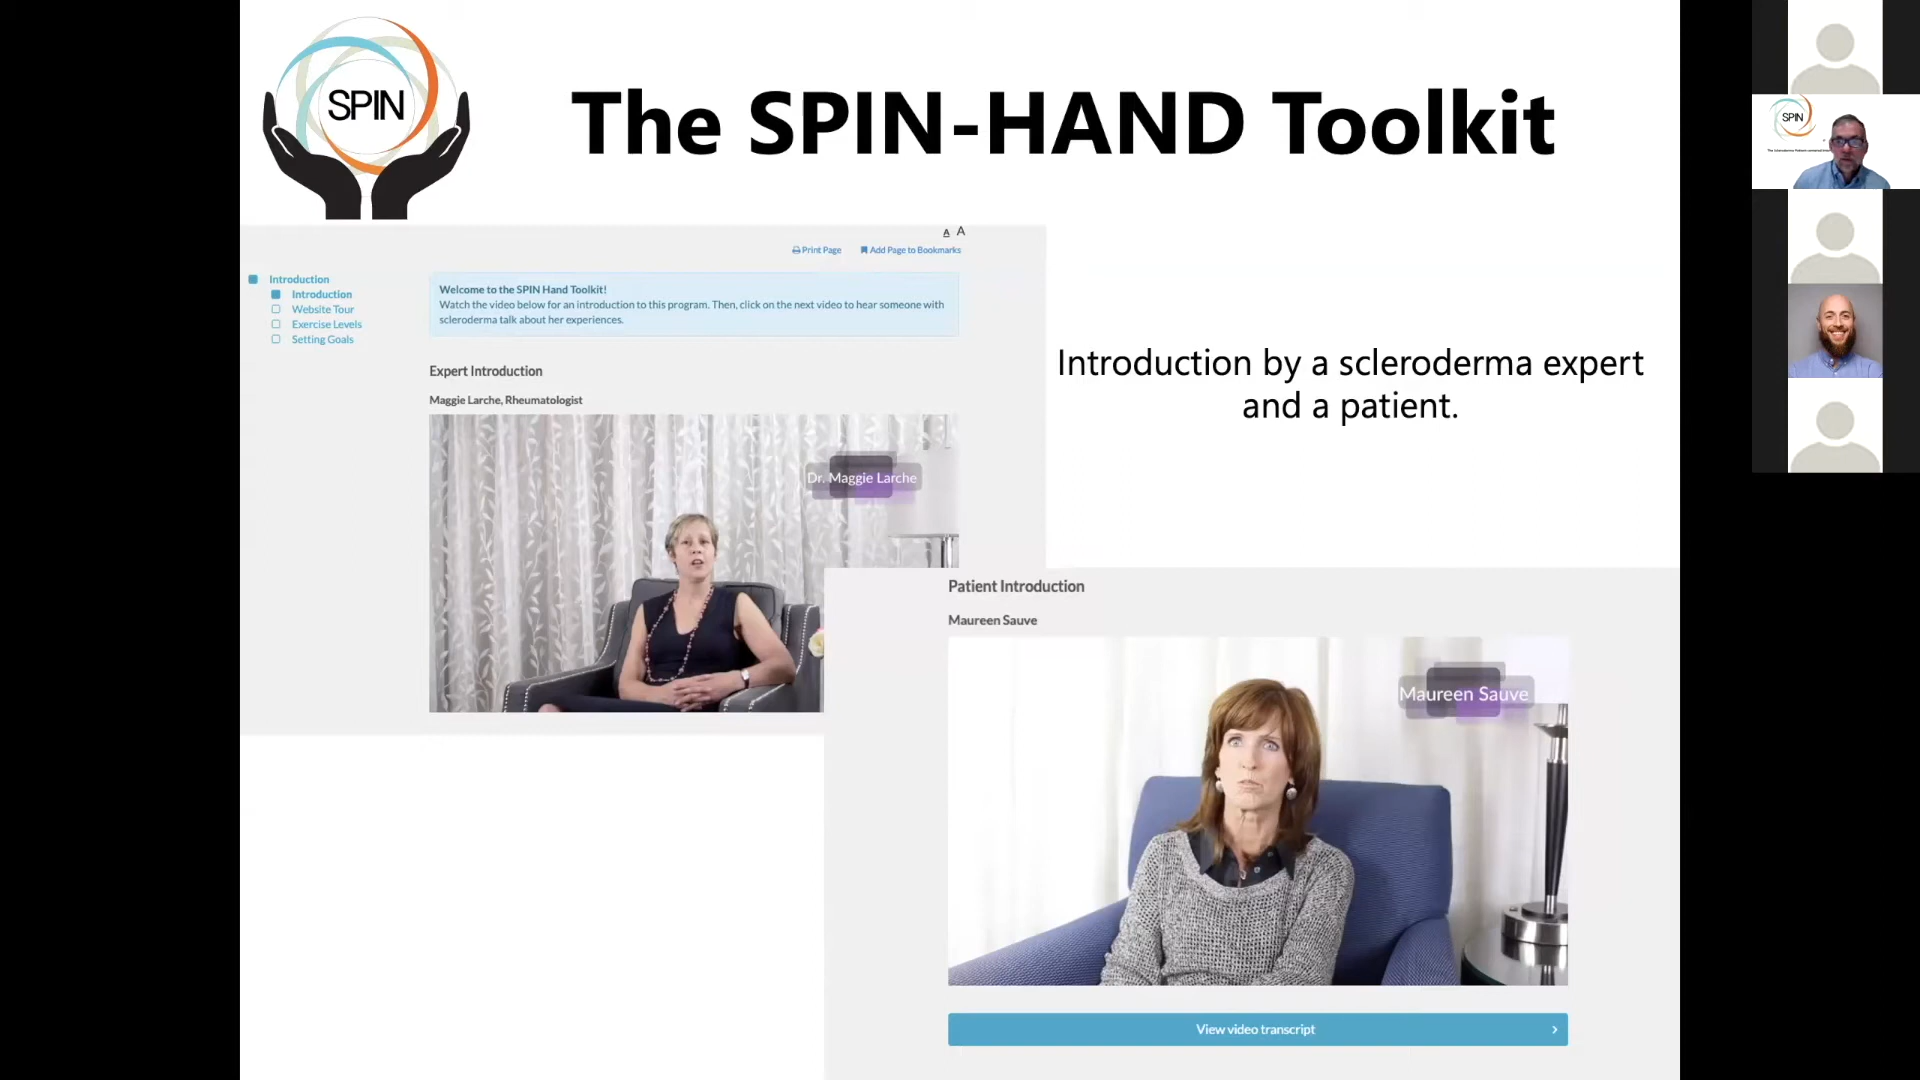 SPIN
The SPIN-HAND Toolkit
A A
Print Page
Add Page to Bookmarks
Introduction
Introduction
Website Tour
Exercise Levels
Setting Goals
Welcome to the SPIN Hand Toolkit!
Watch the video below for an introduction to this program. Then, click on the next video to hear someone with
scleroderma talk about her experiences.
Expert Introduction
Maggie Larche, Rheumatologist
Dr. Maggie Larche
Introduction by a scleroderma expert
and a patient.
Patient Introduction
Maureen Sauve
Maureen Sauve
View video transcript
SPIN